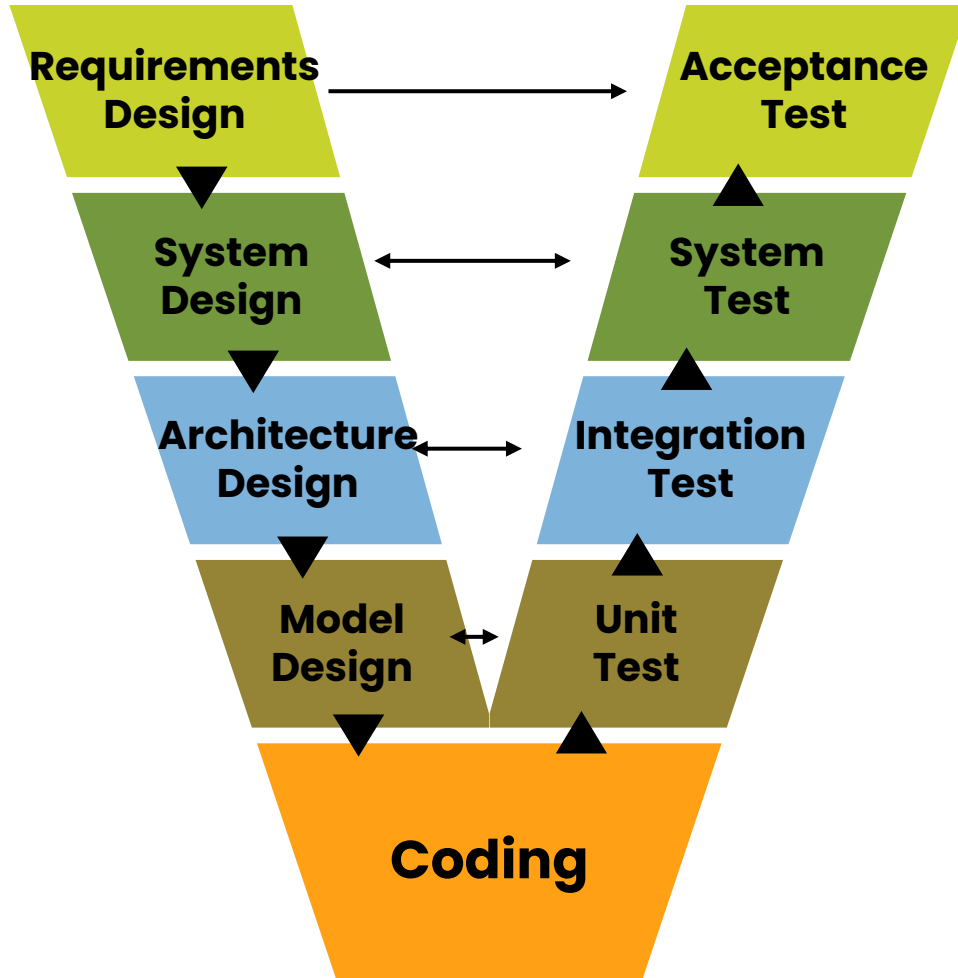 Requirements
Design
Acceptance
Test
System
Design
System
Test
Architecture
Design
Integration
Test
Model
Design
Unit
Test
Coding